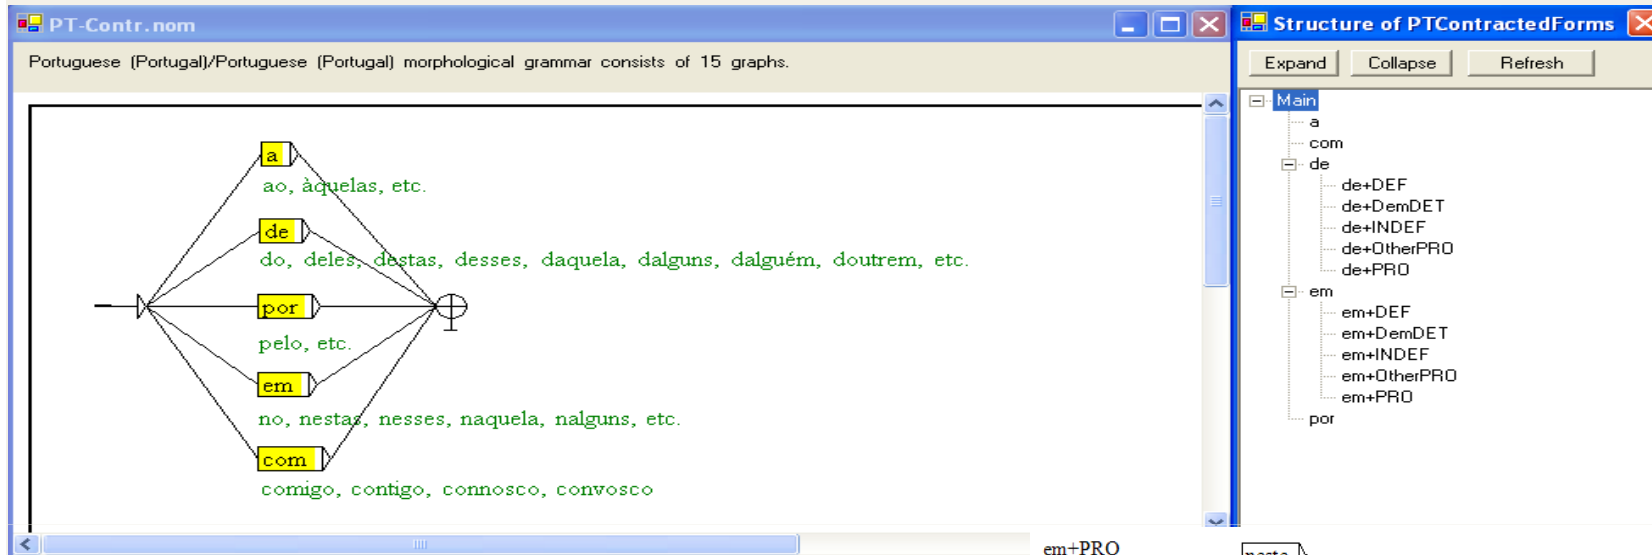 PT-Contr.nom
Portuguese (Portugal)/Portuguese (Portugal) morphological grammar consists of 15 graphs.
a
ao, àquelas, etc.
de
do, deles, destas, desses, daquela, dalguns, dalguém, doutrem, etc.
por
pelo, etc.
em
no, nestas, nesses, naquela, nalguns, etc.
com
comigo, contigo, connosco, convosco
Structure of PTContractedForms
Expand Collapse Refresh
Main
a
com
de
de+DEF
de+DemDET
de+INDEF
de+OtherPRO
de+PRO
em
em+DEF
em+DemDET
em+INDEF
em+OtherPRO
em+PRO
por
em+PRO